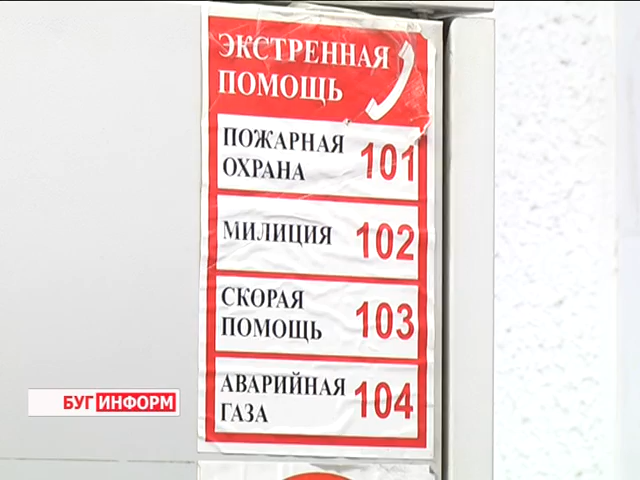 ЭКСТРЕННАЯ
ПОМОЩЬ
ПОЖАРНАЯ
ОХРАНА
101
МИЛИЦИЯ 102
СКОРАЯ
ПОМОЩЬ
103
АВАРИЙНАЯ
ГАЗА
104
БУГИНФОРМ